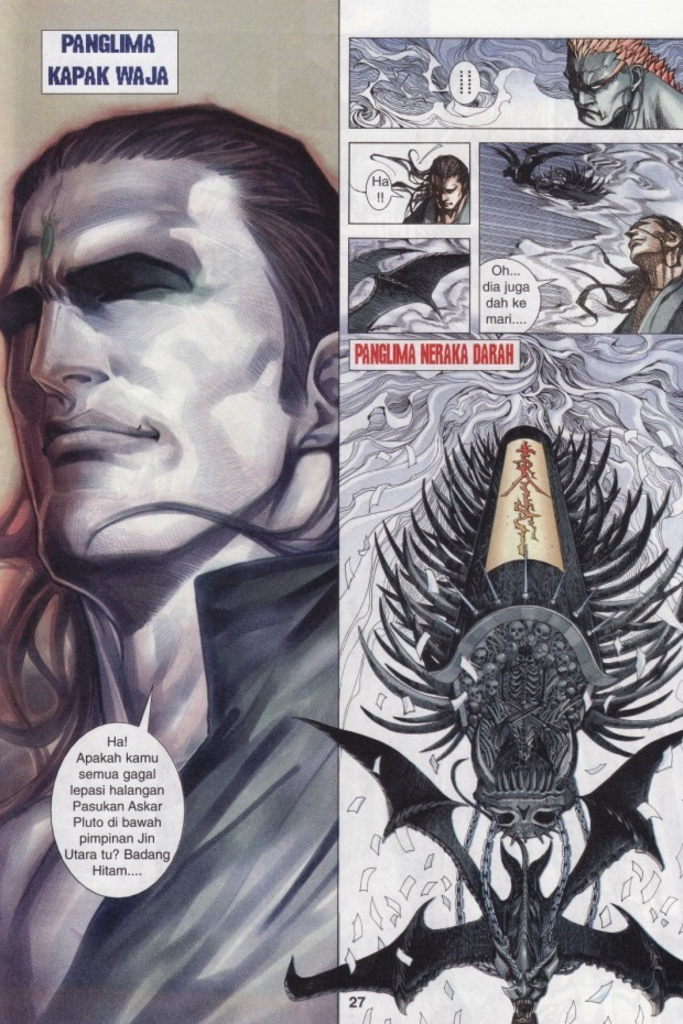 PANGLIMA
KAPAK WAJA
Ha!
Apakah kamu
semua gagal
lepasi halangan
Pasukan Askar
Pluto di bawah
pimpinan Jin
Utara tu? Badang
Hitam....
Ha
!!
Oh...
dia juga
dah ke
mari....
PANGLIMA NERAKA DARAH
27